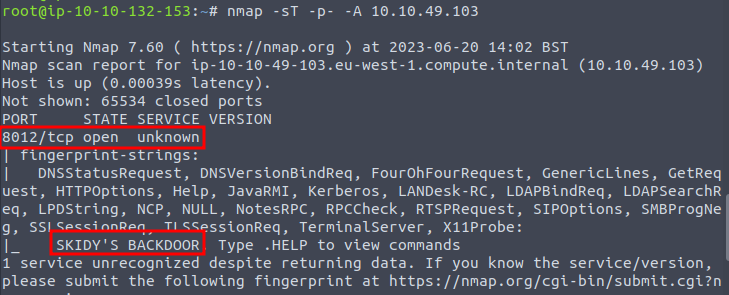 root@ip-10-10-132-153:~# nmap -sT -p- -A 10.10.49.103
Starting Nmap 7.60 ( https://nmap.org ) at 2023-06-20 14:02 BST
Nmap scan report for ip-10-10-49-103.eu-west-1.compute.internal (10.10.49.103)
Host is up (0.00039s latency).
Not shown: 65534 closed ports
PORT     STATE SERVICE VERSION
8012/tcp open  unknown
| fingerprint-strings:
|   DNSStatusRequest, DNSVersionBindReq, FourOhFourRequest, GenericLines, GetReq
uest, HTTPOptions, Help, JavaRMI, Kerberos, LANDesk-RC, LDAPBindReq, LDAPSearchR
eq, LPDString, NCP, NULL, NotesRPC, RPCCheck, RTSPRequest, SIPOptions, SMBProgNe
g, SSLSessionReq, TLSSessionReq, TerminalServer, X11Probe:
|_    SKIDY'S BACKDOOR. Type .HELP to view commands
1 service unrecognized despite returning data. If you know the service/version,
please submit the following fingerprint at https://nmap.org/cgi-bin/submit.cgi?n